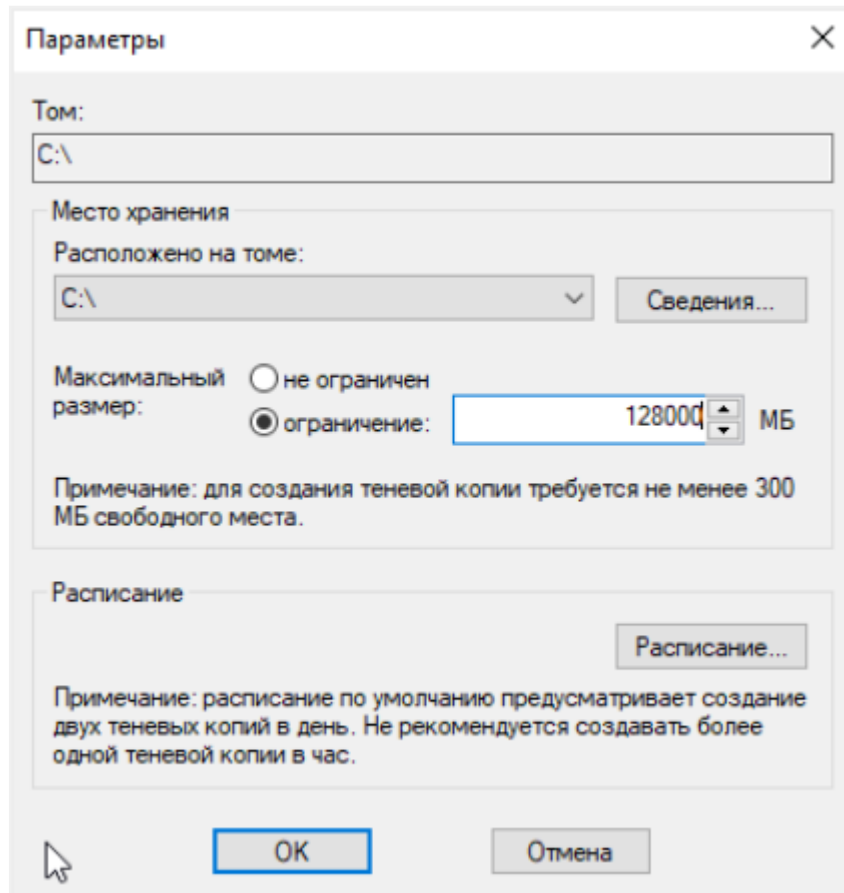 Параметры
Том:
C:\
Место хранения
Расположено на томе:
C:\
Сведения...
Максимальный размер:
не ограничен
ограничение:
128000
МБ
Примечание: для создания теневой копии требуется не менее 300
МБ свободного места.
Расписание
Расписание...
Примечание: расписание по умолчанию предусматривает создание
двух теневых копий в день. Не рекомендуется создавать более
одной теневой копии в час.
OK
Отмена